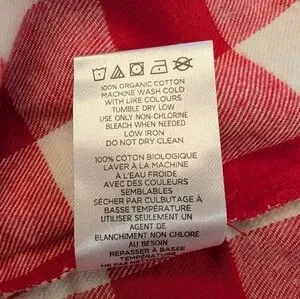 100% ORGANIC COTTON
MACHINE WASH COLD
WITH LIKE COLOURS
TUMBLE DRY LOW
USE ONLY NON-CHLORINE
BLEACH WHEN NEEDED
LOW IRON
DO NOT DRY CLEAN
100% COTON BIOLOGIQUE
LAVER À LA MACHINE
À L'EAU FROIDE
AVEC DES COULEURS
SEMBLABLES
SÉCHER PAR CULBUTAGE À
BASSE TEMPÉRATURE
UTILISER SEULEMENT UN
AGENT DE
BLANCHIMENT NON CHLORÉ
AU BESOIN
REPASSER À BASSE
TEMPÉRATURE
NE PAS